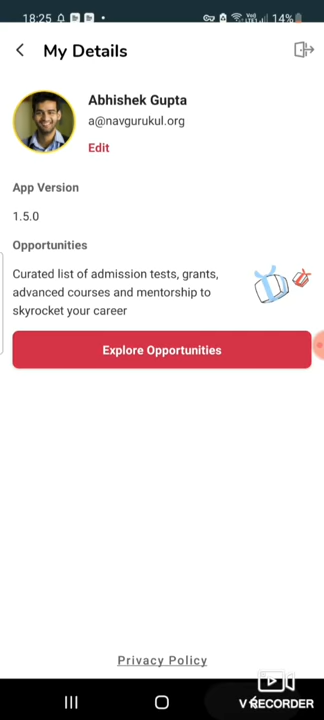 18:25 14%
My Details
Abhishek Gupta
a@navgurukul.org
Edit
App Version
1.5.0
Opportunities
Curated list of admission tests, grants,
advanced courses and mentorship to
skyrocket your career
Explore Opportunities
Privacy Policy
V RECORDER